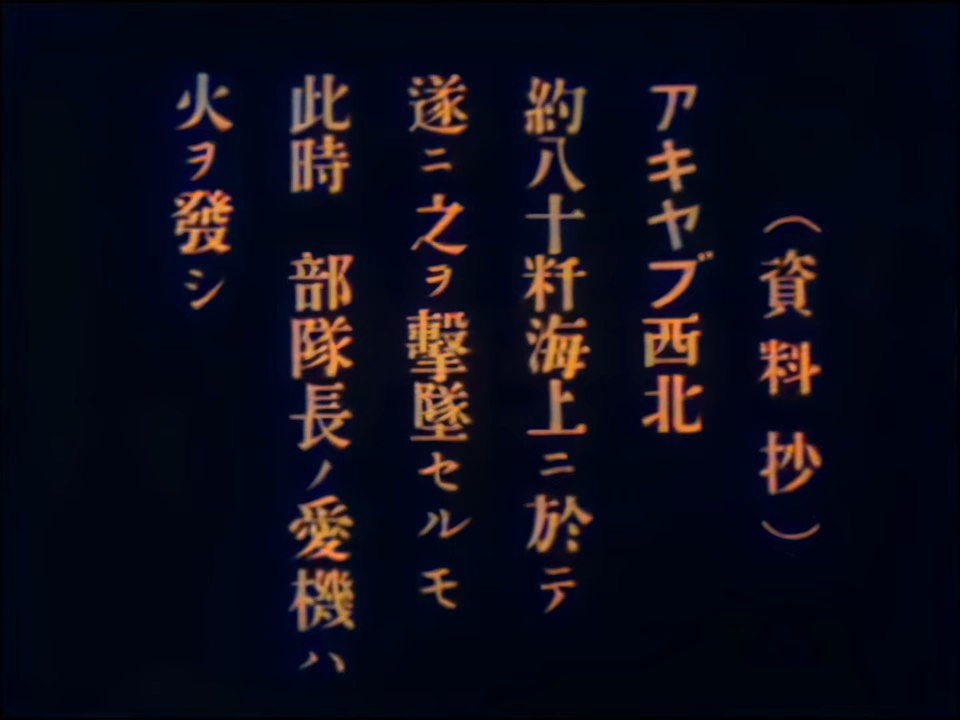 （資料抄）
アキヤブ西北
約八十粁海上ニ於テ
遂ニ之ヲ擊墜セルモ
此時　部隊長ノ愛機ハ
火ヲ發シ